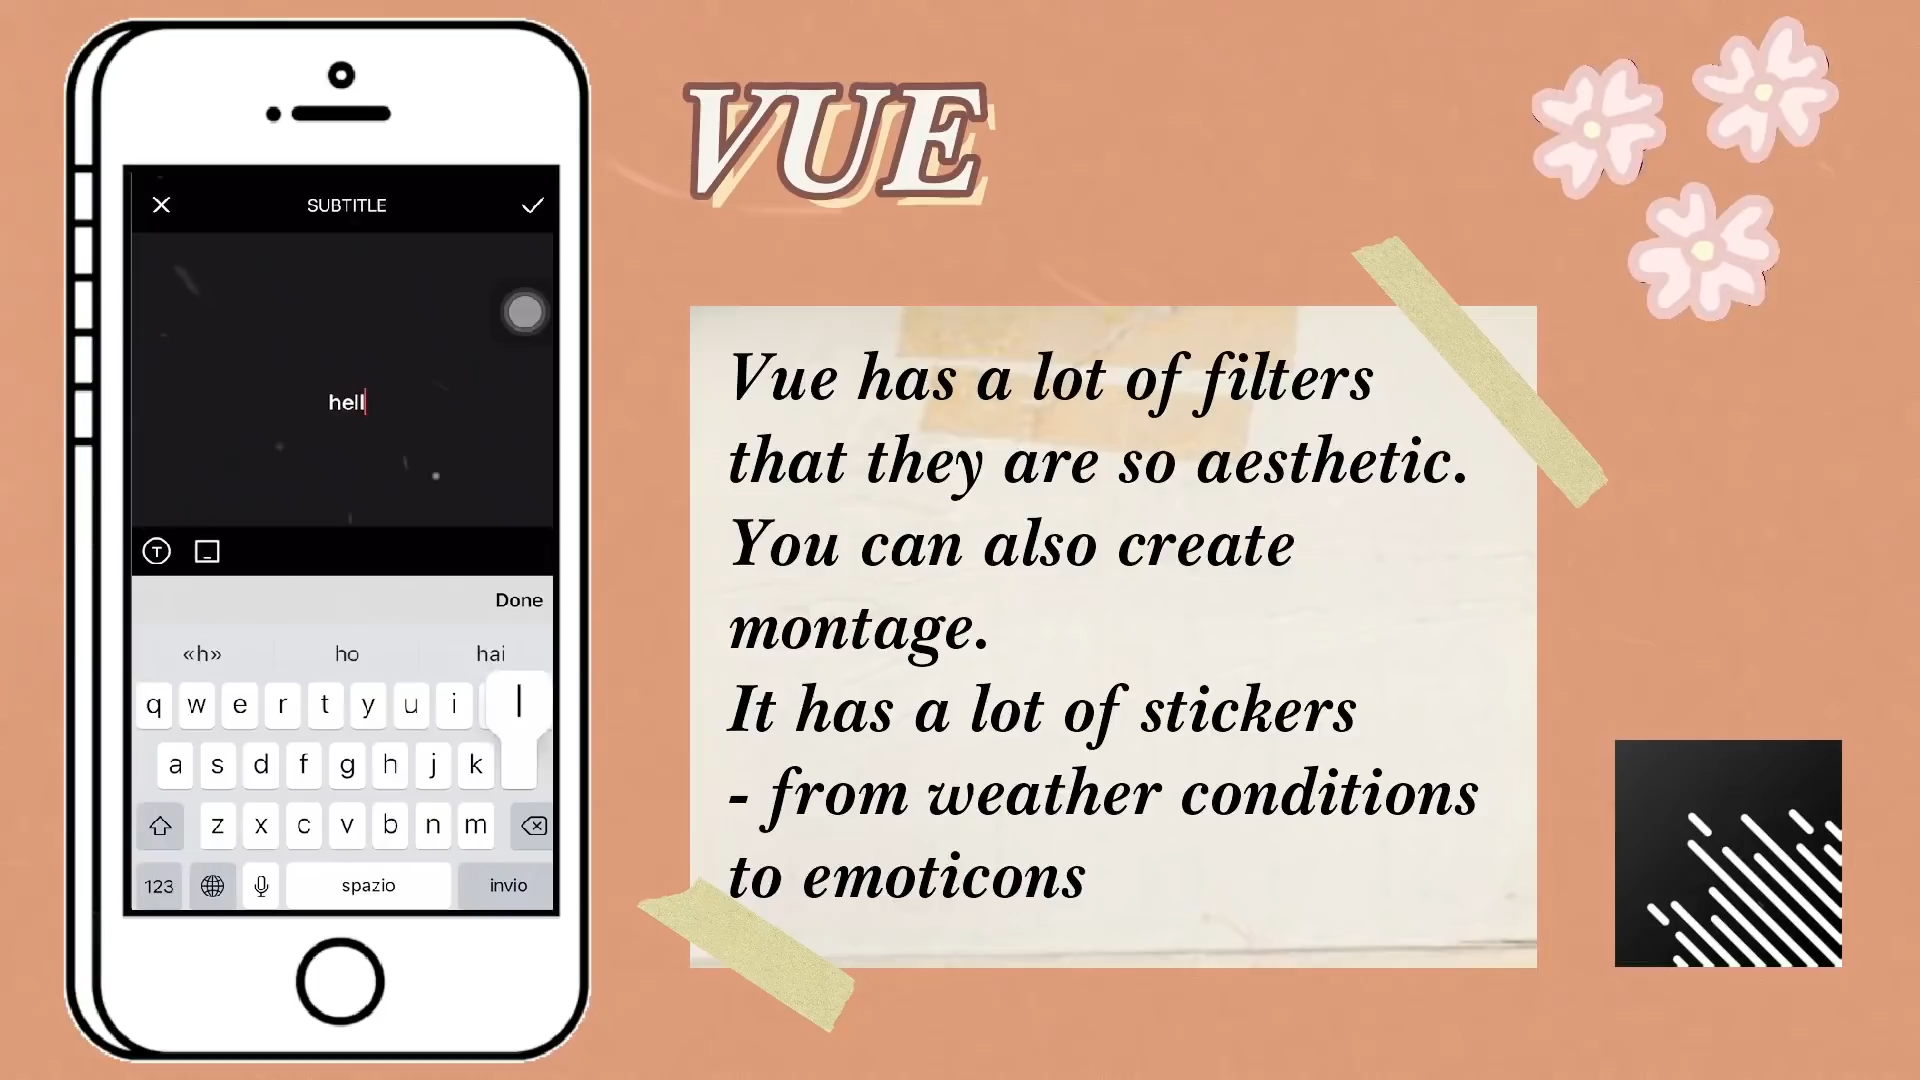 VUE
SUBTITLE
hell
T
Done
«h» ho hai
q w e r t y u i l
a s d f g h j k
z x c v b n m
123 spazio invio
Vue has a lot of filters
that they are so aesthetic.
You can also create
montage.
It has a lot of stickers
- from weather conditions
to emoticons